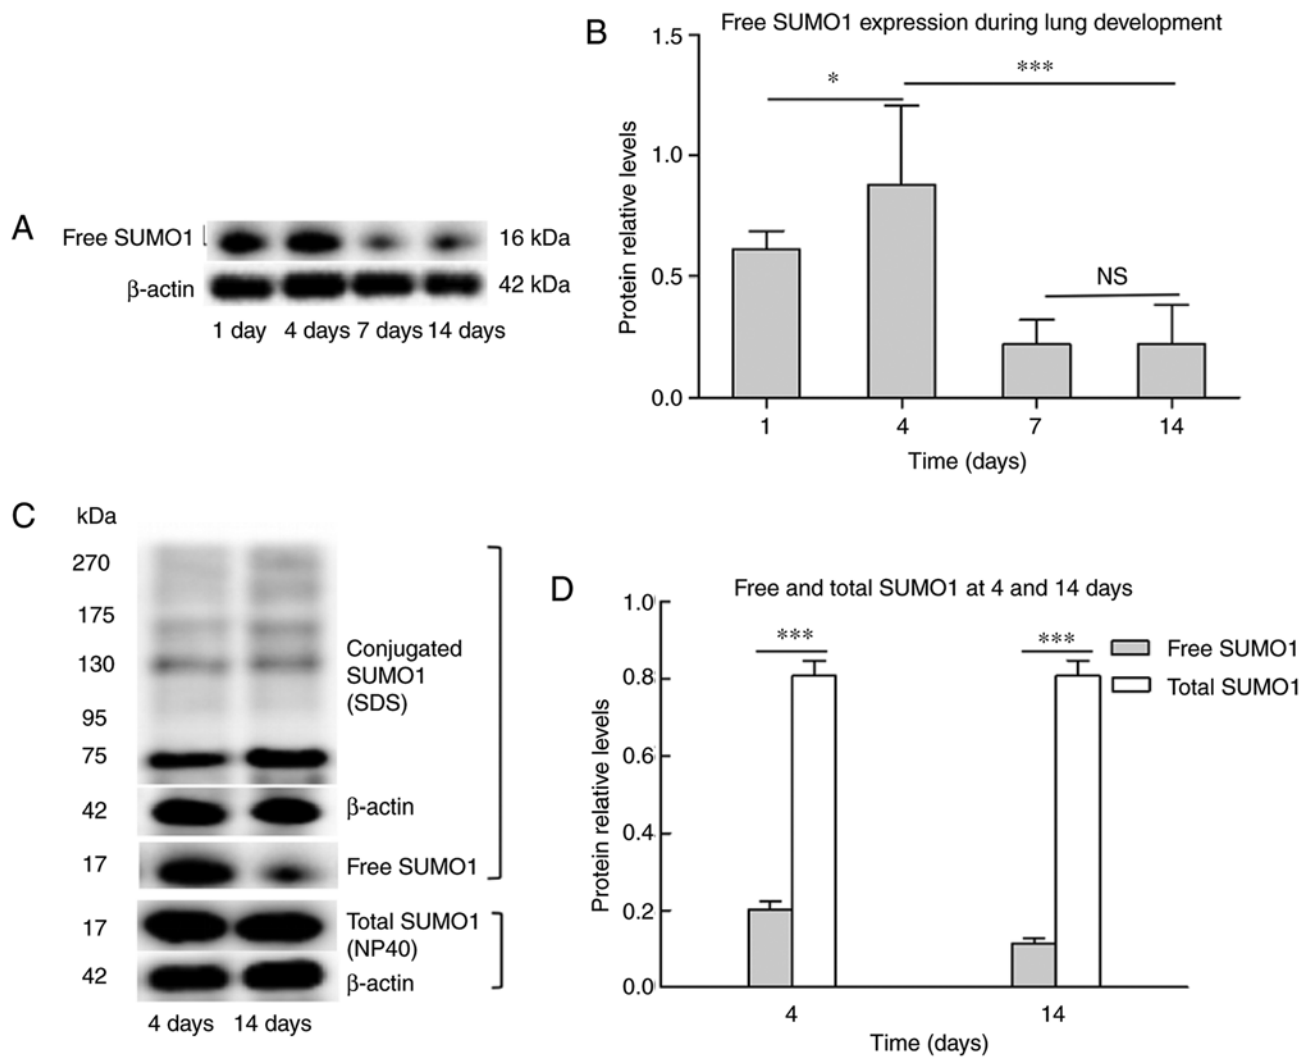 A
Free SUMO1
16 kDa
β-actin
42 kDa
1 day 4 days 7 days 14 days
B
Free SUMO1 expression during lung development
1.5
1.0
0.5
0.0
Protein relative levels
*
***
NS
1 4 7 14
Time (days)
C
kDa
270
175
130
95
75
42
17
17
42
Conjugated
SUMO1
(SDS)
β-actin
Free SUMO1
Total SUMO1
(NP40)
β-actin
4 days 14 days
D
Free and total SUMO1 at 4 and 14 days
1.0
0.8
0.6
0.4
0.2
0.0
Protein relative levels
***
***
Free SUMO1
Total SUMO1
4 14
Time (days)